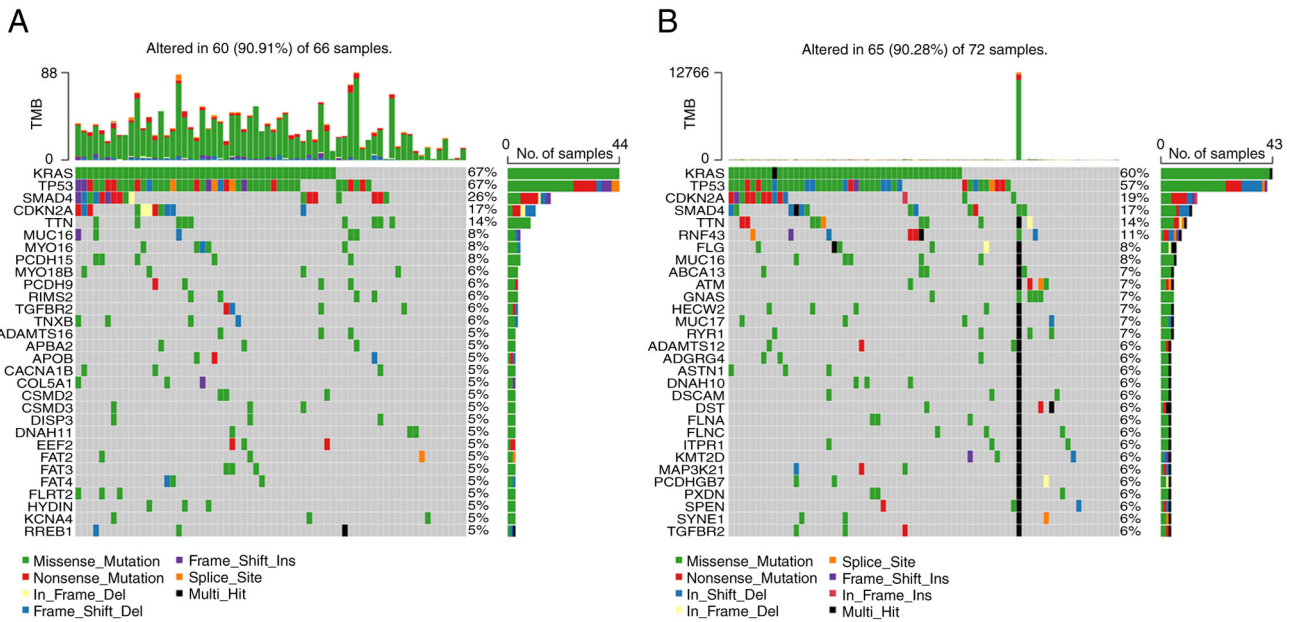 A
Altered in 60 (90.91%) of 66 samples.
88
TMB
0
0 44
No. of samples
KRAS 67%
TP53 67%
SMAD4 26%
CDKN2A 17%
TTN 14%
MUC16 8%
MYO16 8%
PCDH15 8%
MYO18B 6%
PCDH9 6%
RIMS2 6%
TGFBR2 6%
TNXB 6%
ADAMTS16 5%
APBA2 5%
APOB 5%
CACNA1B 5%
COL5A1 5%
CSMD2 5%
CSMD3 5%
DISP3 5%
DNAH11 5%
EEF2 5%
FAT2 5%
FAT3 5%
FAT4 5%
FLRT2 5%
HYDIN 5%
KCNA4 5%
RREB1 5%
Missense_Mutation
Nonsense_Mutation
In_Frame_Del
Frame_Shift_Del
Frame_Shift_Ins
Splice_Site
Multi_Hit
B
Altered in 65 (90.28%) of 72 samples.
12766
TMB
0
0 43
No. of samples
KRAS 60%
TP53 57%
CDKN2A 19%
SMAD4 17%
TTN 14%
RNF43 11%
FLG 8%
MUC16 8%
ABCA13 7%
ATM 7%
GNAS 7%
HECW2 7%
MUC17 7%
RYR1 7%
ADAMTS12 6%
ADGRG4 6%
ASTN1 6%
DNAH10 6%
DSCAM 6%
DST 6%
FLNA 6%
FLNC 6%
ITPR1 6%
KMT2D 6%
MAP3K21 6%
PCDHGB7 6%
PXDN 6%
SPEN 6%
SYNE1 6%
TGFBR2 6%
Missense_Mutation
Nonsense_Mutation
In_Shift_Del
In_Frame_Del
Splice_Site
Frame_Shift_Ins
In_Frame_Ins
Multi_Hit